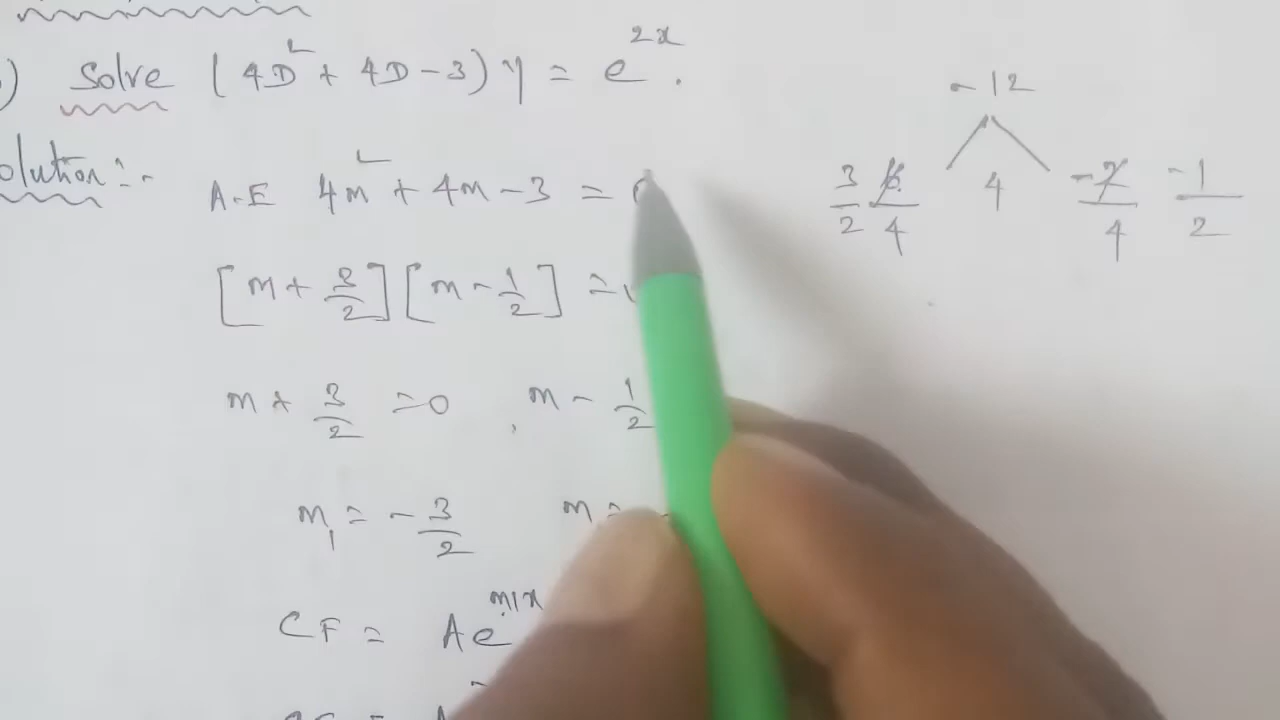 ) Solve (4D² + 4D - 3) y = e^{2x}.
-12
olution :-
A.E 4m² + 4m - 3 =
3/2 6/4 4 -2/4 -1/2
[m + 3/2] [m - 1/2] =
m + 3/2 = 0 , m - 1/2
m₁ = - 3/2 m =
CF = Ae^{m1x}